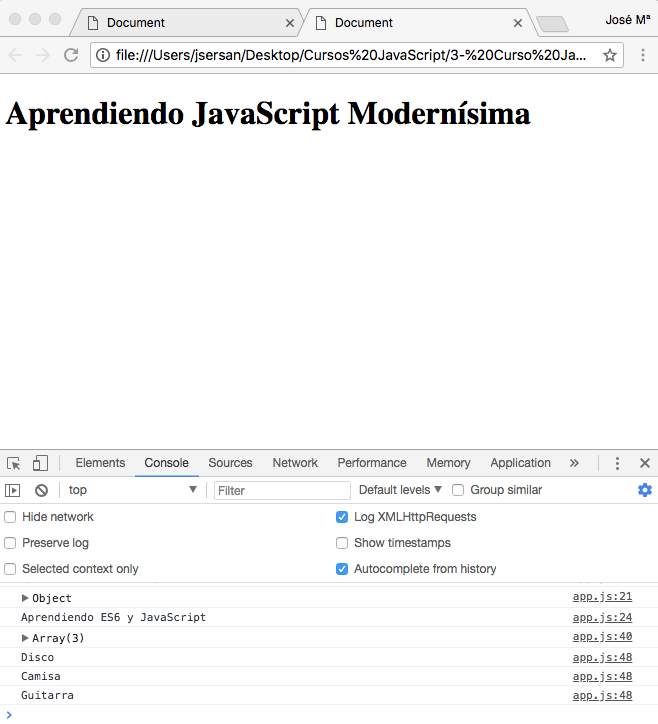 Document Document José Mª
file:///Users/jsersan/Desktop/Cursos%20JavaScript/3-%20Curso%20Ja...
Aprendiendo JavaScript Modernísima
Elements Console Sources Network Performance Memory Application »
top Filter Default levels Group similar
Hide network Log XMLHttpRequests
Preserve log Show timestamps
Selected context only Autocomplete from history
Object app.js:21
Aprendiendo ES6 y JavaScript app.js:24
Array(3) app.js:40
Disco app.js:48
Camisa app.js:48
Guitarra app.js:48